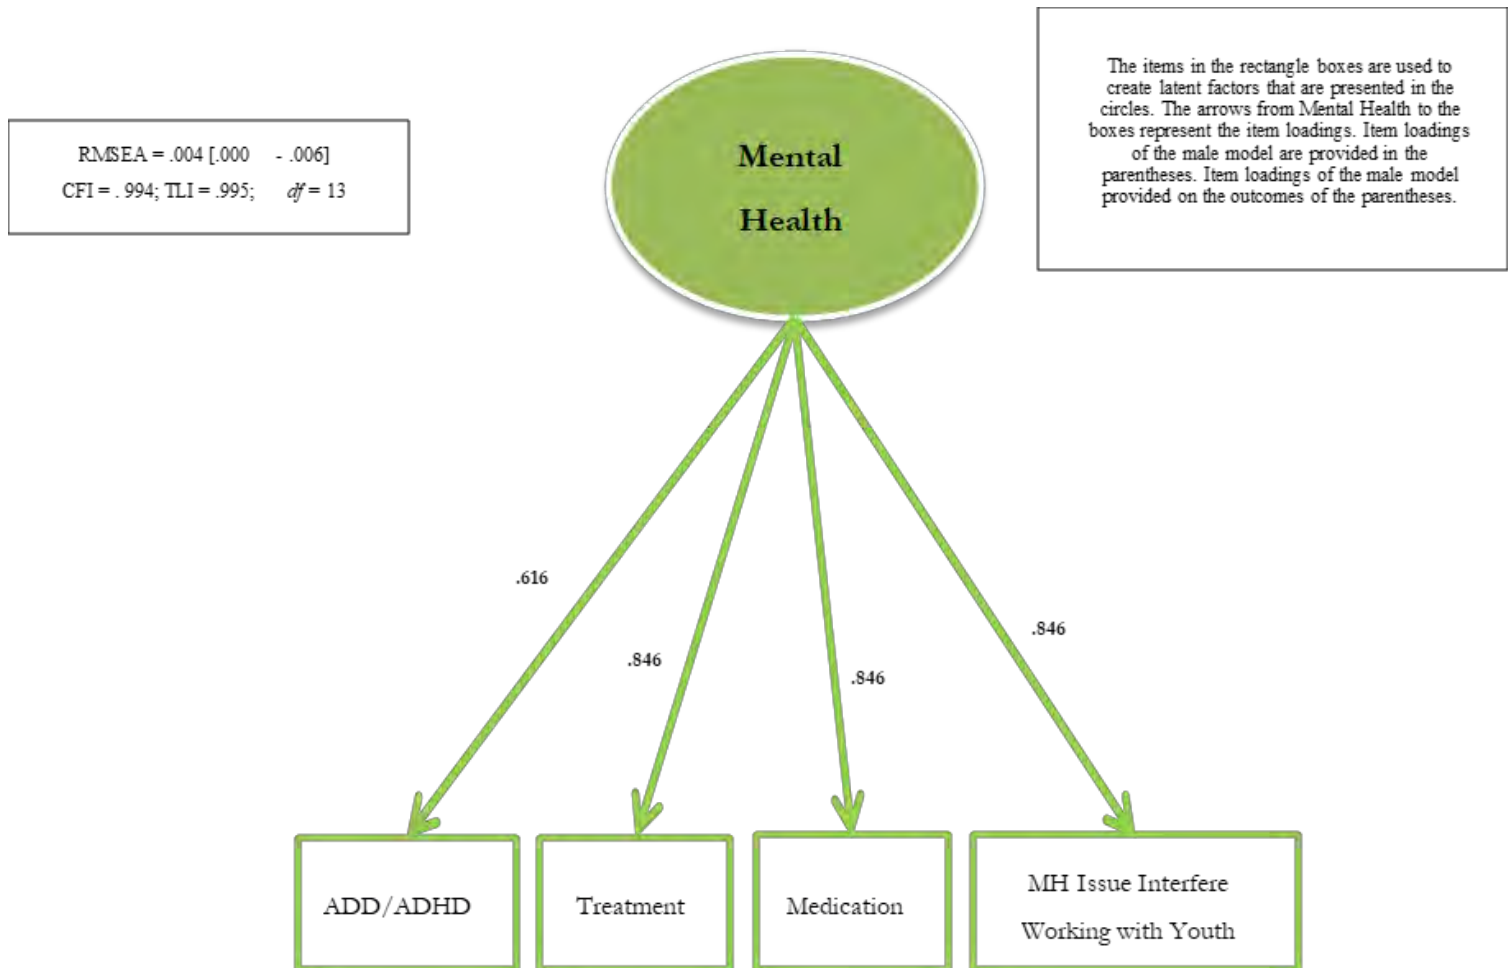 RMSEA = .004 [.000 - .006]
CFI = . 994; TLI = .995; df = 13
Mental
Health
The items in the rectangle boxes are used to
create latent factors that are presented in the
circles. The arrows from Mental Health to the
boxes represent the item loadings. Item loadings
of the male model are provided in the
parentheses. Item loadings of the male model
provided on the outcomes of the parentheses.
.616
.846
.846
.846
ADD/ADHD
Treatment
Medication
MH Issue Interfere
Working with Youth